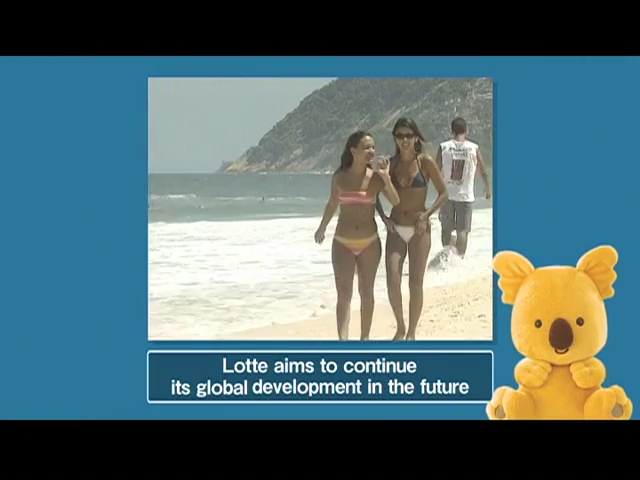 Lotte aims to continue
its global development in the future